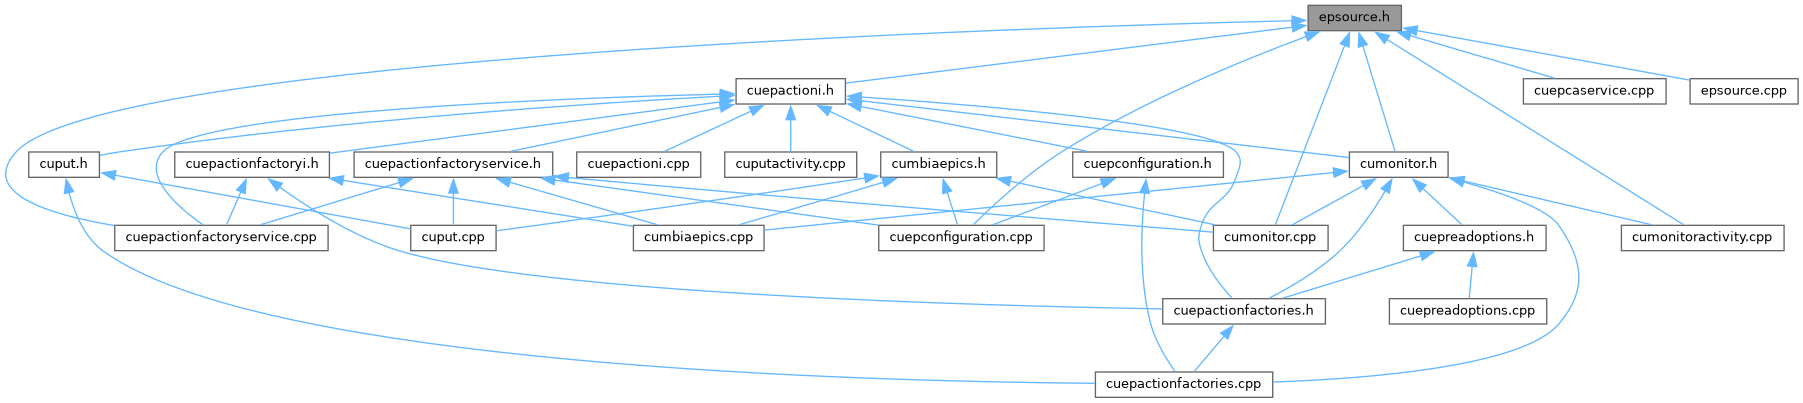 epsource.h
cuepactioni.h
cuepcaservice.cpp
epsource.cpp
cuput.h
cuepactionfactoryi.h
cuepactionfactoryservice.h
cuepactioni.cpp
cuputactivity.cpp
cumbiaepics.h
cuepconfiguration.h
cumonitor.h
cuepactionfactoryservice.cpp
cuput.cpp
cumbiaepics.cpp
cuepconfiguration.cpp
cumonitor.cpp
cuepreadoptions.h
cumonitoractivity.cpp
cuepactionfactories.h
cuepreadoptions.cpp
cuepactionfactories.cpp